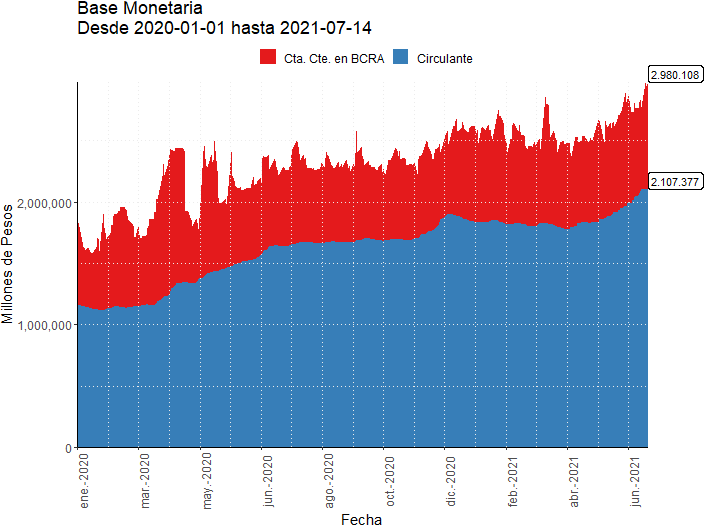 Base Monetaria
Desde 2020-01-01 hasta 2021-07-14
Cta. Cte. en BCRA Circulante
2.980.108
2.107.377
2,000,000
1,000,000
0
Millones de Pesos
ene.-2020 mar.-2020 may.-2020 jun.-2020 ago.-2020 oct.-2020 dic.-2020 feb.-2021 abr.-2021 jun.-2021
Fecha